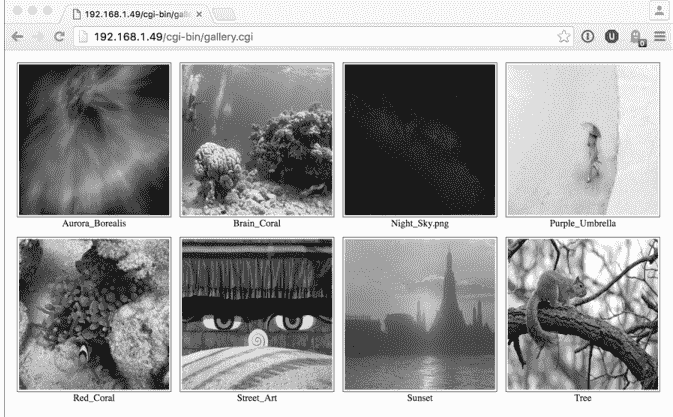 192.168.1.49/cgi-bin/gall
192.168.1.49/cgi-bin/gallery.cgi
Aurora_Borealis
Brain_Coral
Night_Sky.png
Purple_Umbrella
Red_Coral
Street_Art
Sunset
Tree